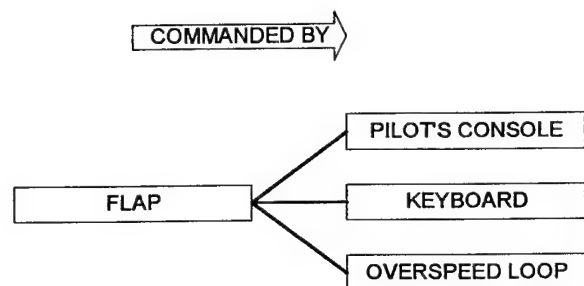 COMMANDED BY
PILOT'S CONSOLE
FLAP
KEYBOARD
OVERSPEED LOOP